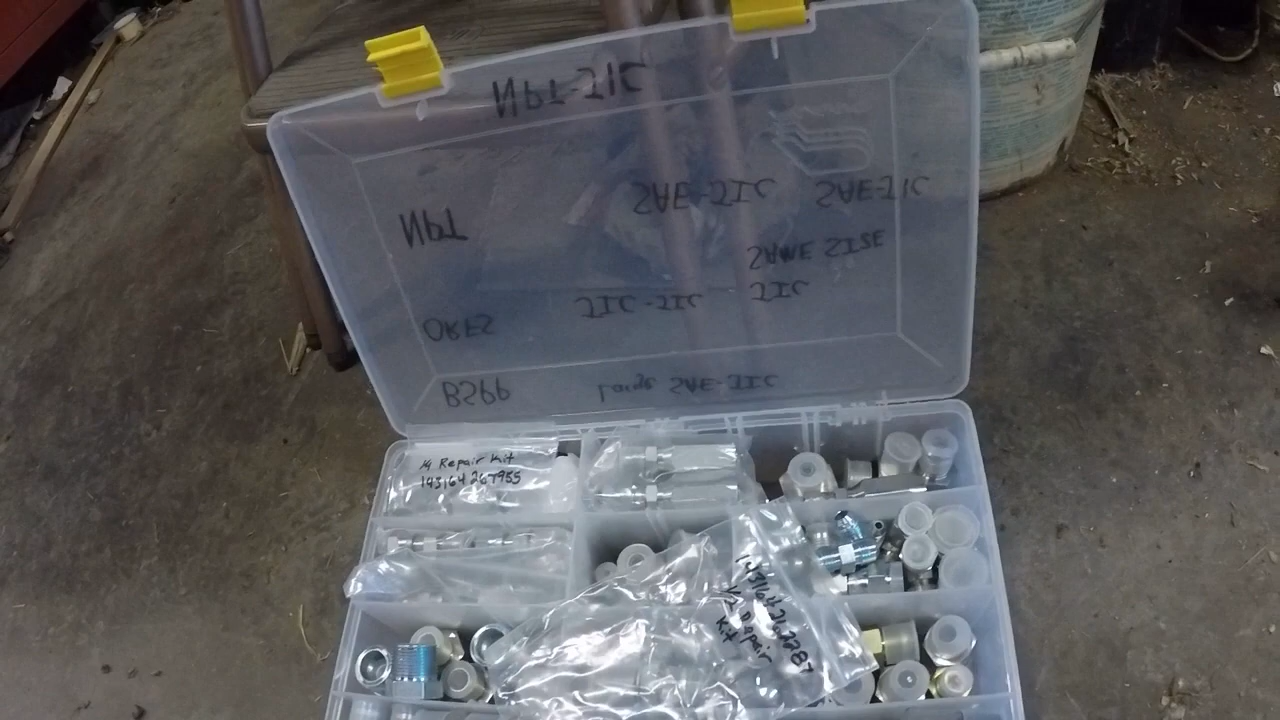 NPT-JIC
SAE-JIC SAE-JIC
NPT
SAME SIZE
JIC-JIC JIC
ORFS
BSPP Large SAE-JIC
1/4 Repair Kit
143164267955
143164262287
1/2 Repair
Kit